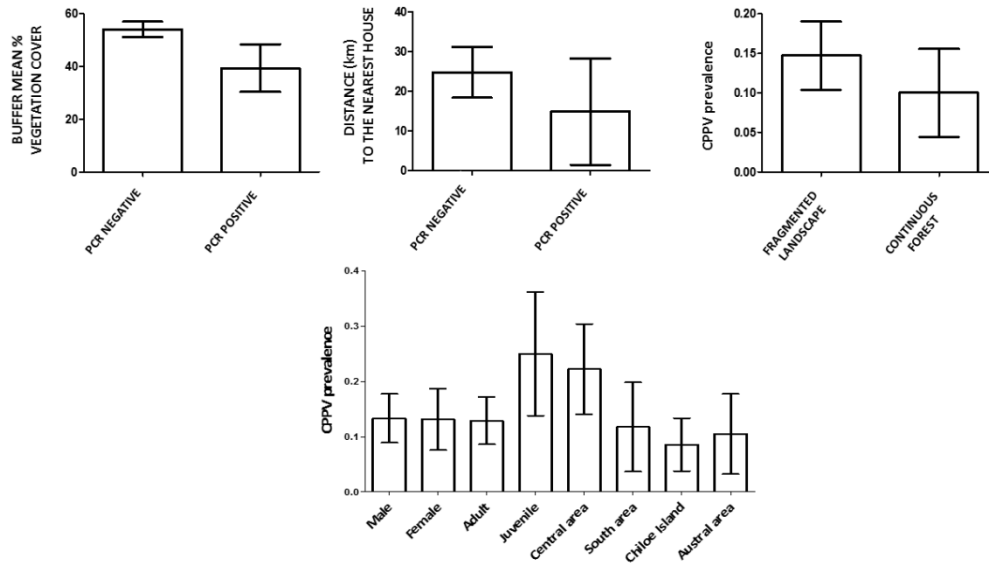 BUFFER MEAN %
VEGETATION COVER
60
40
20
0
PCR NEGATIVE
PCR POSITIVE
DISTANCE (km)
TO THE NEAREST HOUSE
40
30
20
10
0
PCR NEGATIVE
PCR POSITIVE
CPPV prevalence
0.20
0.15
0.10
0.05
0.00
FRAGMENTED
LANDSCAPE
CONTINUOUS
FOREST
CPPV prevalence
0.4
0.3
0.2
0.1
0.0
Male
Female
Adult
Juvenile
Central area
South area
Chiloe Island
Austral area